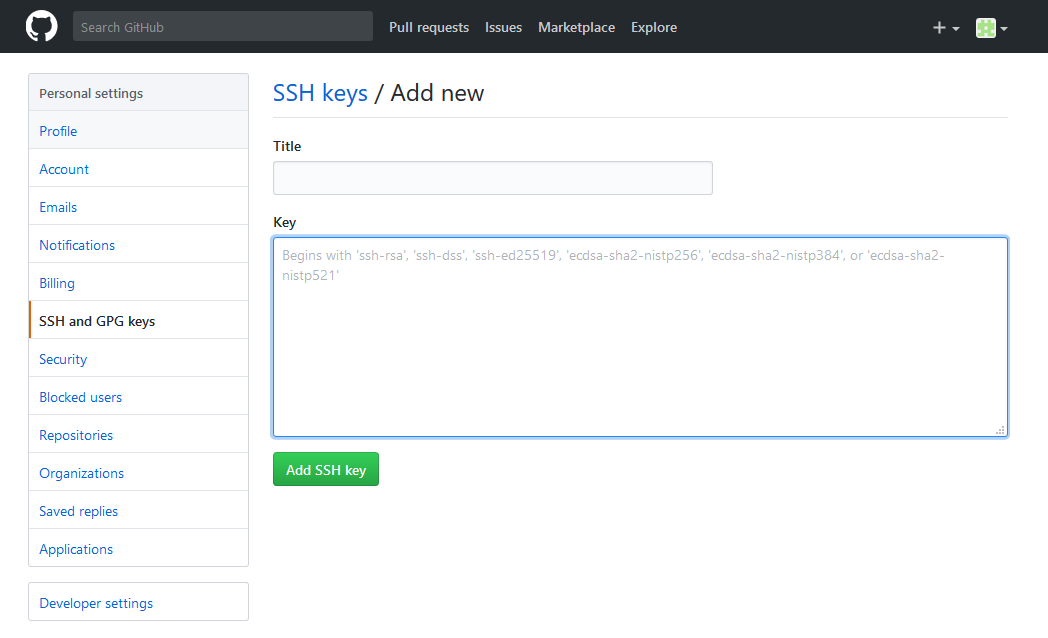 Search GitHub
Pull requests Issues Marketplace Explore
Personal settings
Profile
Account
Emails
Notifications
Billing
SSH and GPG keys
Security
Blocked users
Repositories
Organizations
Saved replies
Applications
Developer settings
SSH keys / Add new
Title
Key
Begins with 'ssh-rsa', 'ssh-dss', 'ssh-ed25519', 'ecdsa-sha2-nistp256', 'ecdsa-sha2-nistp384', or 'ecdsa-sha2-
nistp521'
Add SSH key